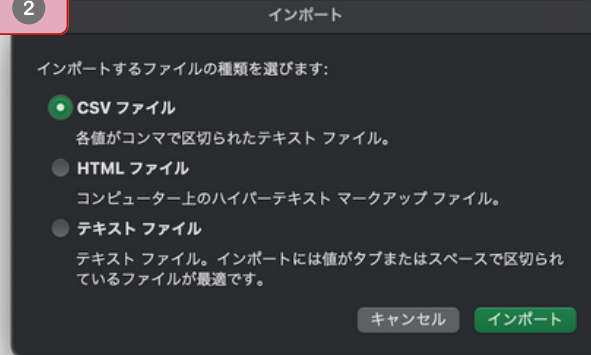 2
インポート
インポートするファイルの種類を選びます:
CSV ファイル
各値がコンマで区切られたテキスト ファイル。
HTML ファイル
コンピューター上のハイパーテキスト マークアップ ファイル。
テキスト ファイル
テキスト ファイル。インポートには値がタブまたはスペースで区切られ
ているファイルが最適です。
キャンセル インポート